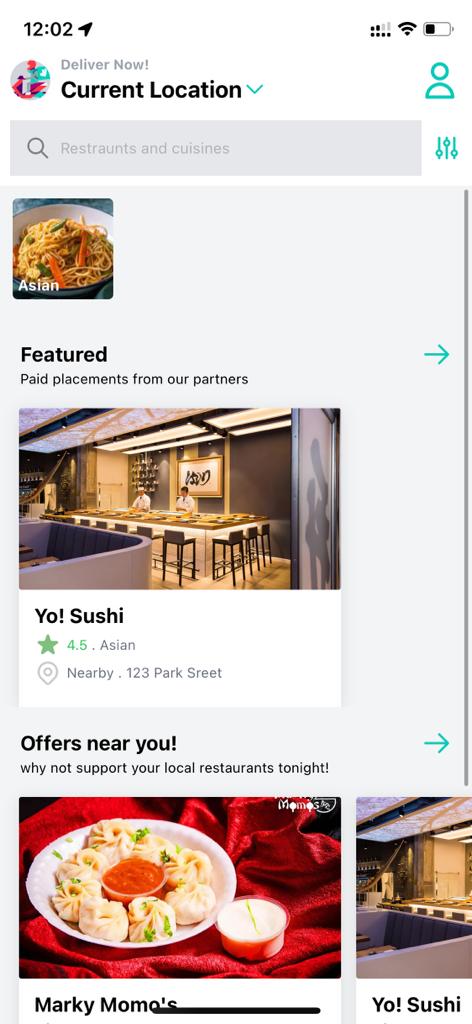 12:02
Deliver Now!
Current Location
Restraunts and cuisines
Asian
Featured
Paid placements from our partners
Yo! Sushi
4.5 . Asian
Nearby . 123 Park Sreet
Offers near you!
why not support your local restaurants tonight!
Momos
Marky Momo's
Yo! Sushi